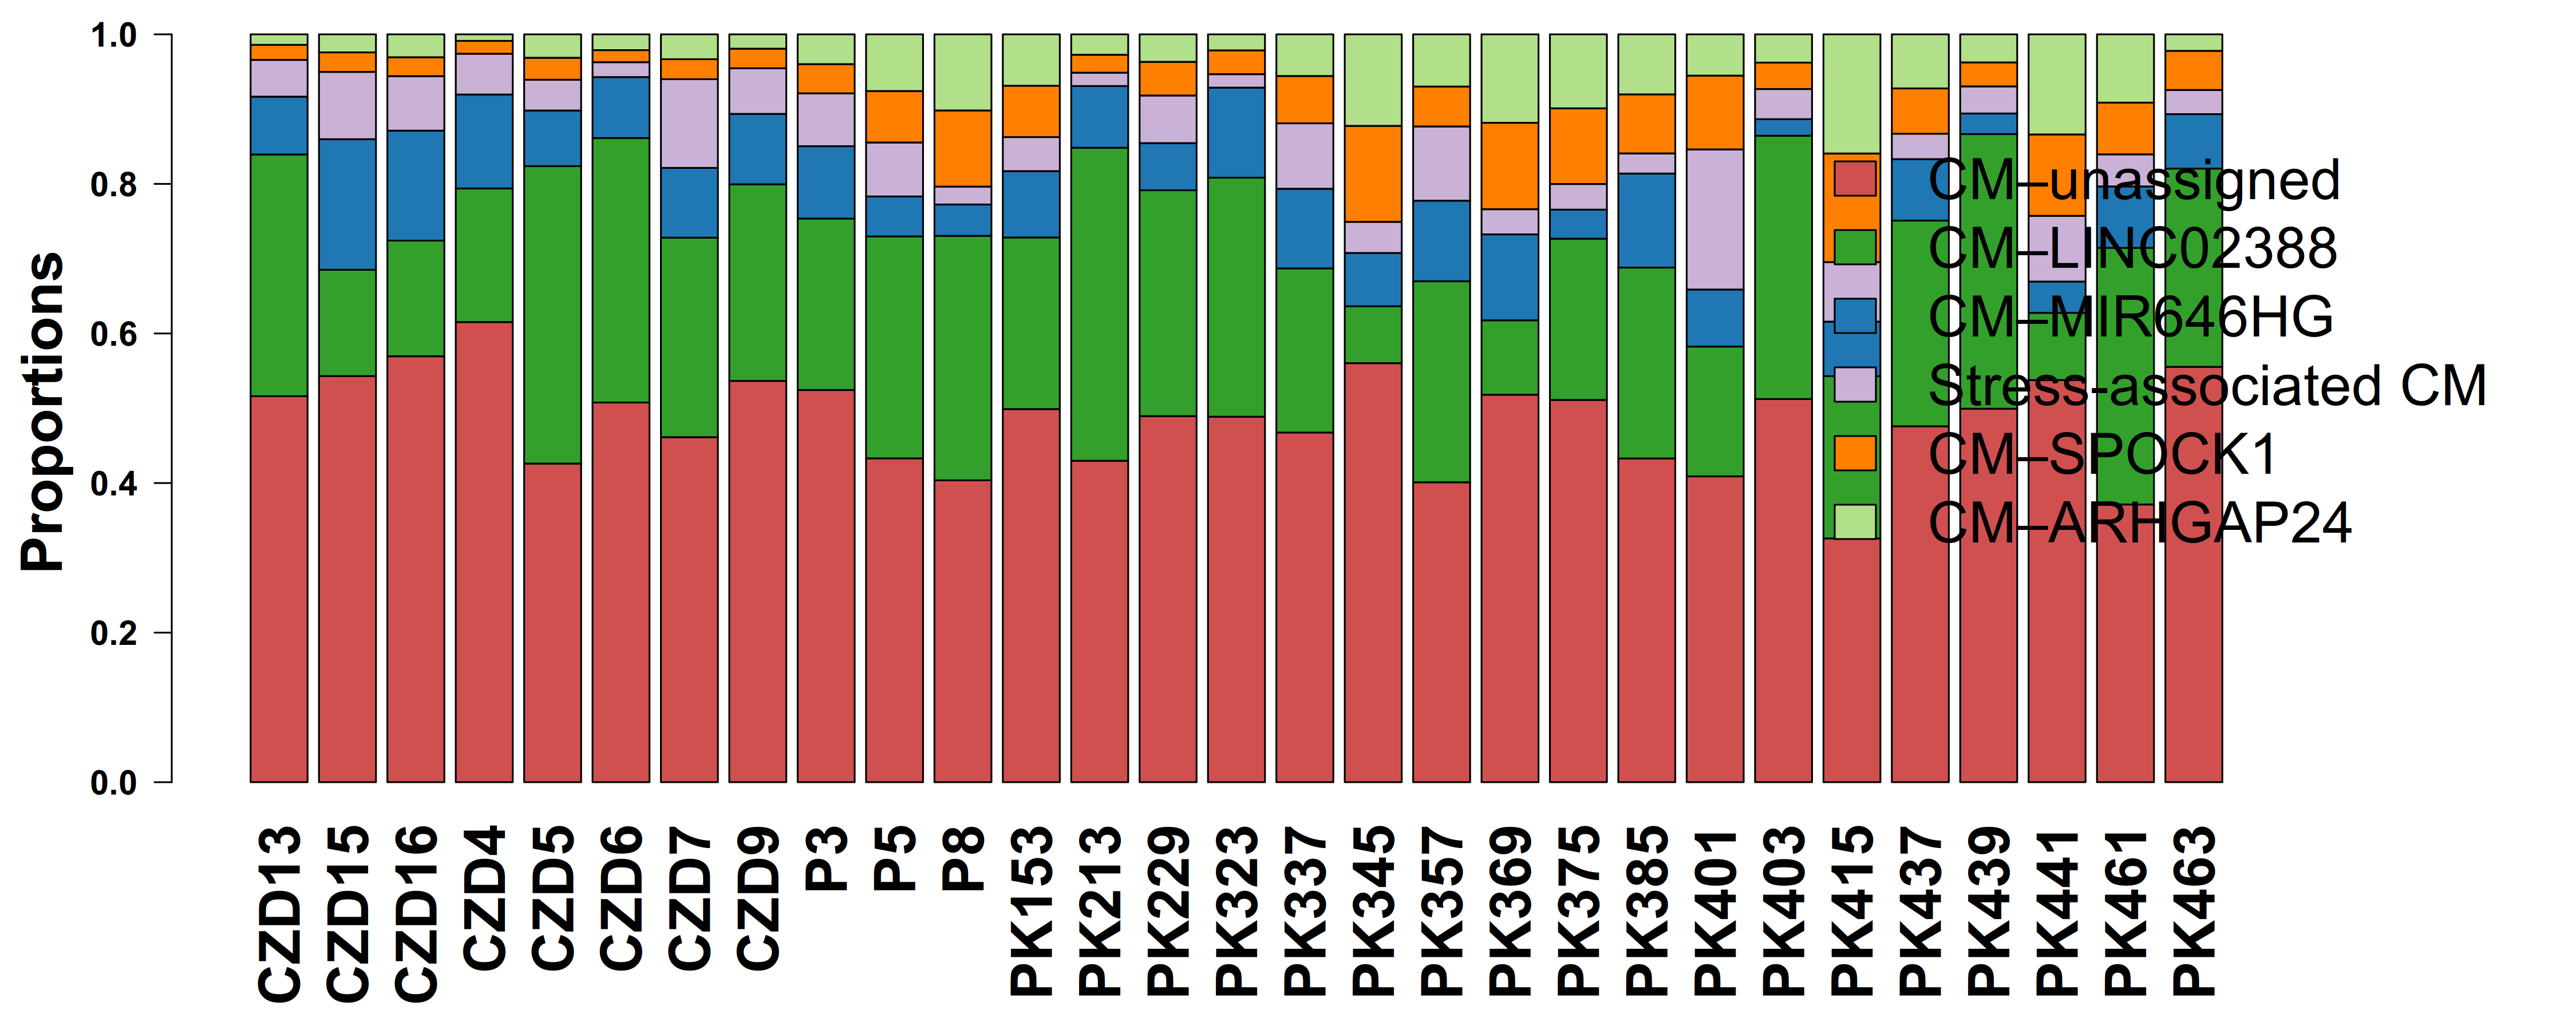 Proportions
1.0
0.8
0.6
0.4
0.2
0.0
CM–unassigned
CM–LINC02388
CM–MIR646HG
Stress-associated CM
CM–SPOCK1
CM–ARHGAP24
CZD13
CZD15
CZD16
CZD4
CZD5
CZD6
CZD7
CZD9
P3
P5
P8
PK153
PK213
PK229
PK323
PK337
PK345
PK357
PK369
PK375
PK385
PK401
PK403
PK415
PK437
PK439
PK441
PK461
PK463